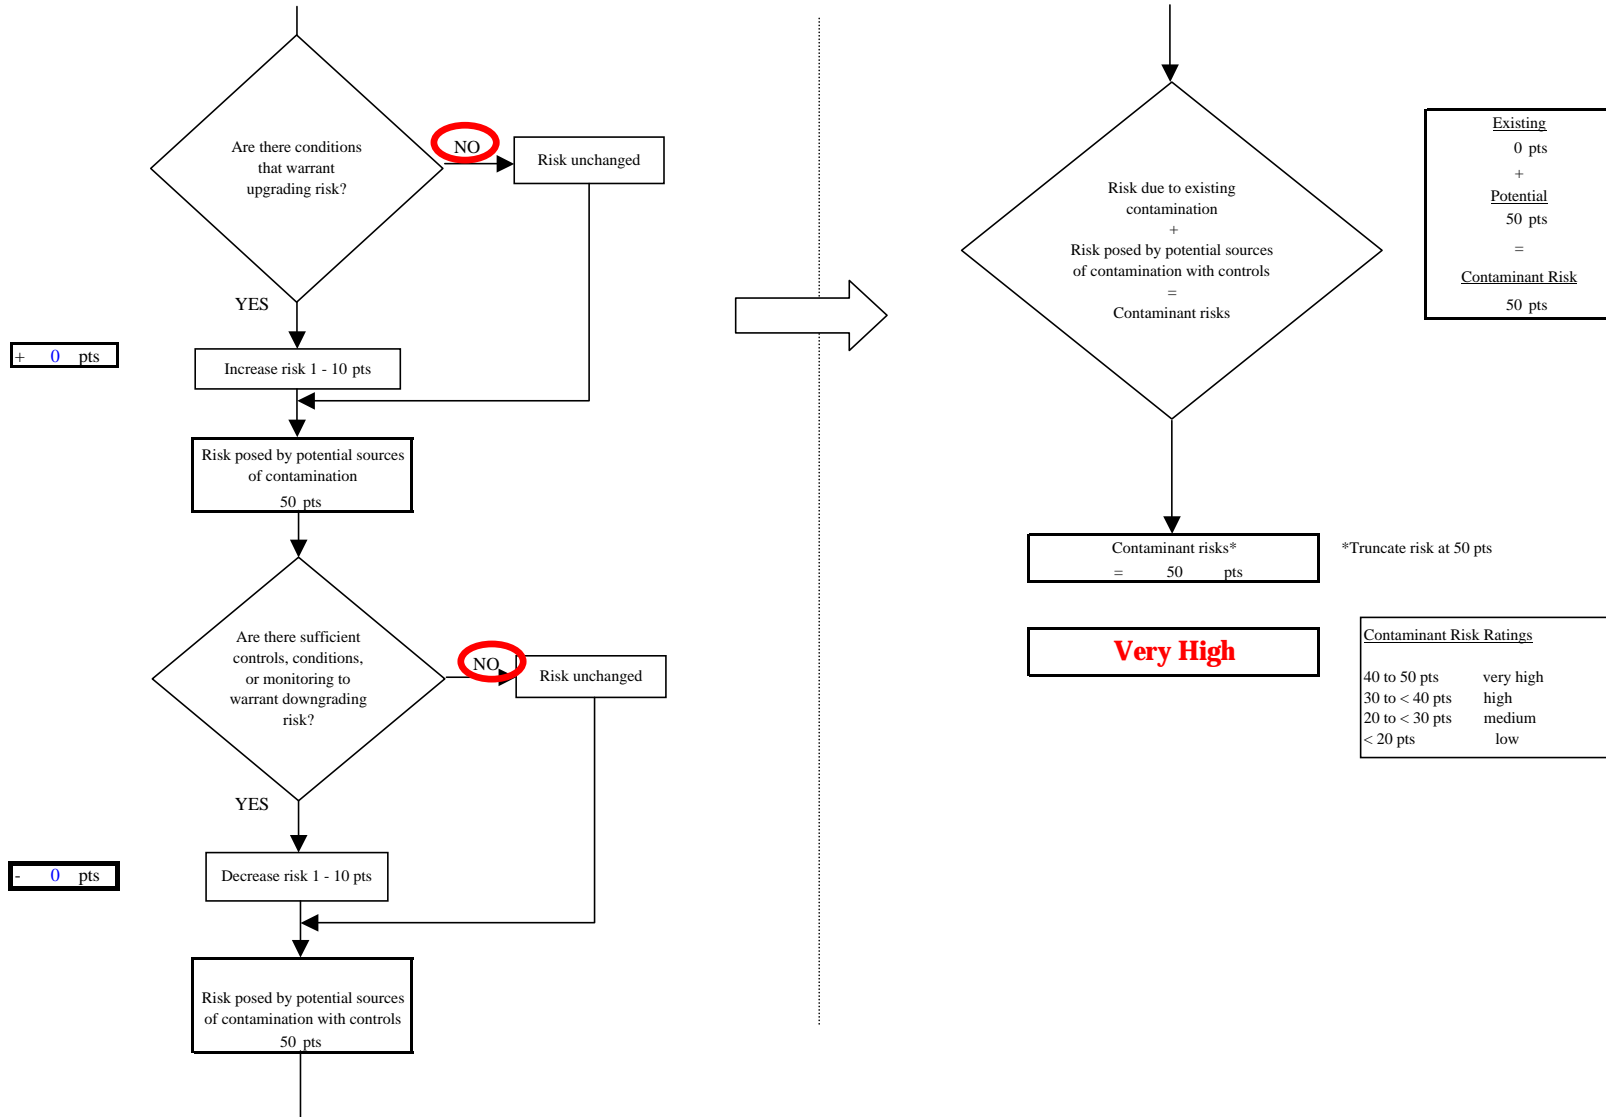 Are there conditions
that warrant
upgrading risk?
NO
Risk unchanged
YES
+ 0 pts
Increase risk 1 - 10 pts
Risk posed by potential sources
of contamination
50 pts
Are there sufficient
controls, conditions,
or monitoring to
warrant downgrading
risk?
NO
Risk unchanged
YES
- 0 pts
Decrease risk 1 - 10 pts
Risk posed by potential sources
of contamination with controls
50 pts
Risk due to existing
contamination
+
Risk posed by potential sources
of contamination with controls
=
Contaminant risks
Existing
0 pts
+
Potential
50 pts
=
Contaminant Risk
50 pts
Contaminant risks*
= 50 pts
*Truncate risk at 50 pts
Very High
Contaminant Risk Ratings
40 to 50 pts very high
30 to < 40 pts high
20 to < 30 pts medium
< 20 pts low